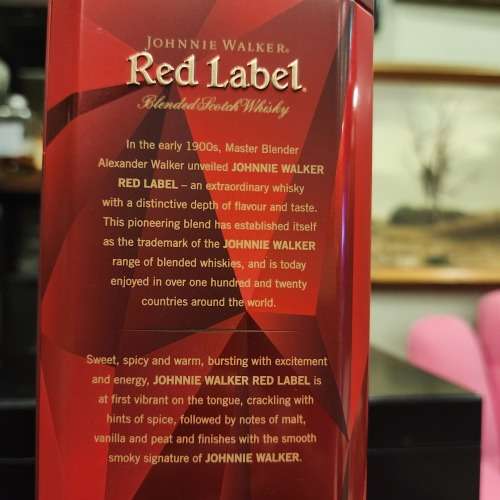 JOHNNIE WALKER®
Red Label®
Blended Scotch Whisky
In the early 1900s, Master Blender
Alexander Walker unveiled JOHNNIE WALKER
RED LABEL – an extraordinary whisky
with a distinctive depth of flavour and taste.
This pioneering blend has established itself
as the trademark of the JOHNNIE WALKER
range of blended whiskies, and is today
enjoyed in over one hundred and twenty
countries around the world.
Sweet, spicy and warm, bursting with excitement
and energy, JOHNNIE WALKER RED LABEL is
at first vibrant on the tongue, crackling with
hints of spice, followed by notes of malt,
vanilla and peat and finishes with the smooth
smoky signature of JOHNNIE WALKER.